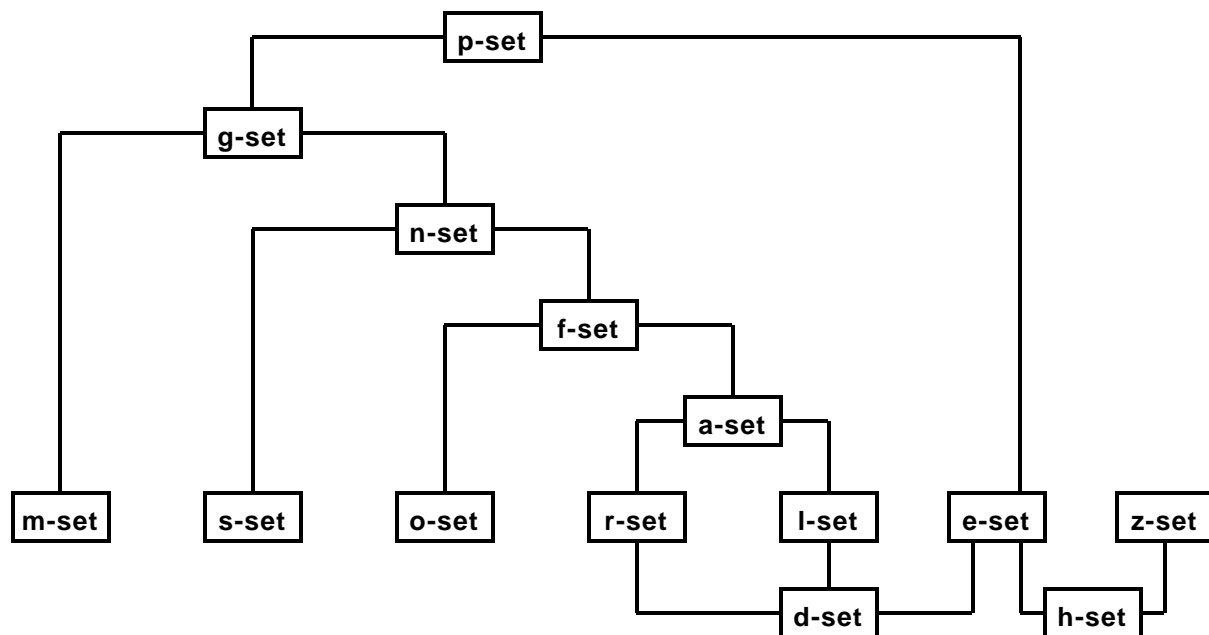 p-set
g-set
n-set
f-set
a-set
m-set s-set o-set r-set l-set e-set z-set
d-set h-set